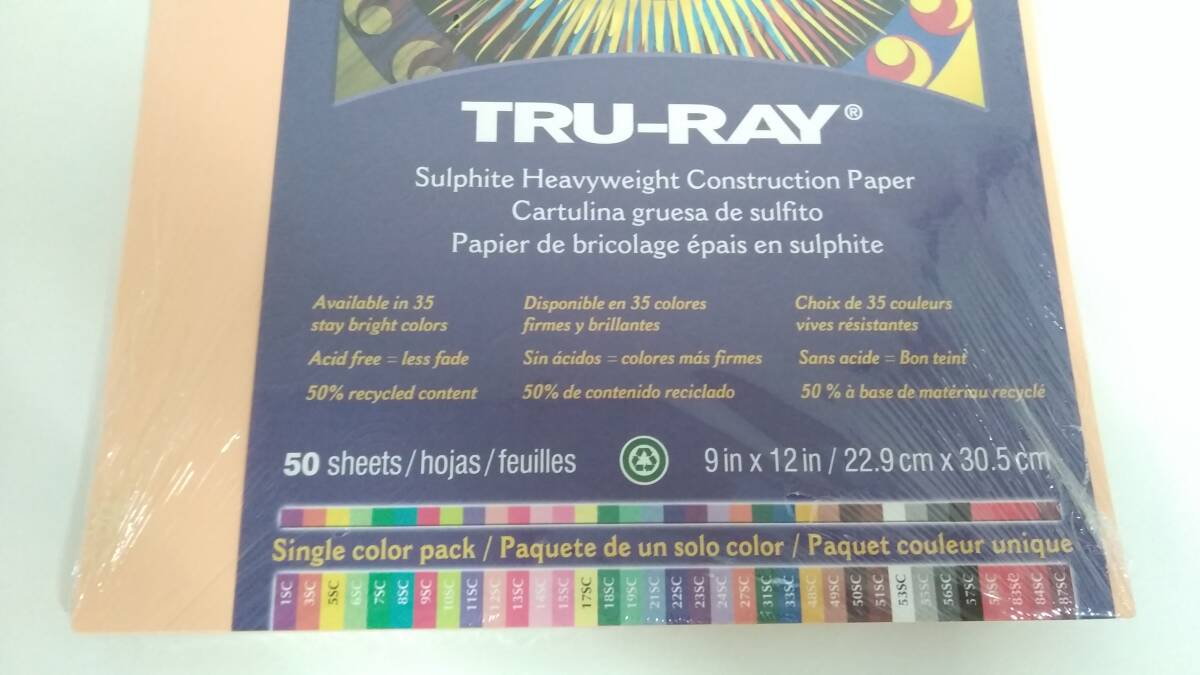 TRU-RAY®
Sulphite Heavyweight Construction Paper
Cartulina gruesa de sulfito
Papier de bricolage épais en sulphite
Available in 35
stay bright colors
Acid free = less fade
50% recycled content
Disponible en 35 colores
firmes y brillantes
Sin ácidos = colores más firmes
50% de contenido reciclado
Choix de 35 couleurs
vives résistantes
Sans acide = Bon teint
50 % à base de matériau recyclé
50 sheets/hojas/feuilles
9 in x 12 in / 22.9 cm x 30.5 cm
Single color pack / Paquete de un solo color / Paquet couleur unique
1SC 3SC 5SC 6SC 7SC 8SC 9SC 10SC 11SC 12SC 13SC 14SC 15SC 17SC 18SC 19SC 21SC 22SC 23SC 24SC 27SC 31SC 33SC 48SC 49SC 50SC 51SC 53SC 55SC 56SC 57SC 83SC 84SC 87SC